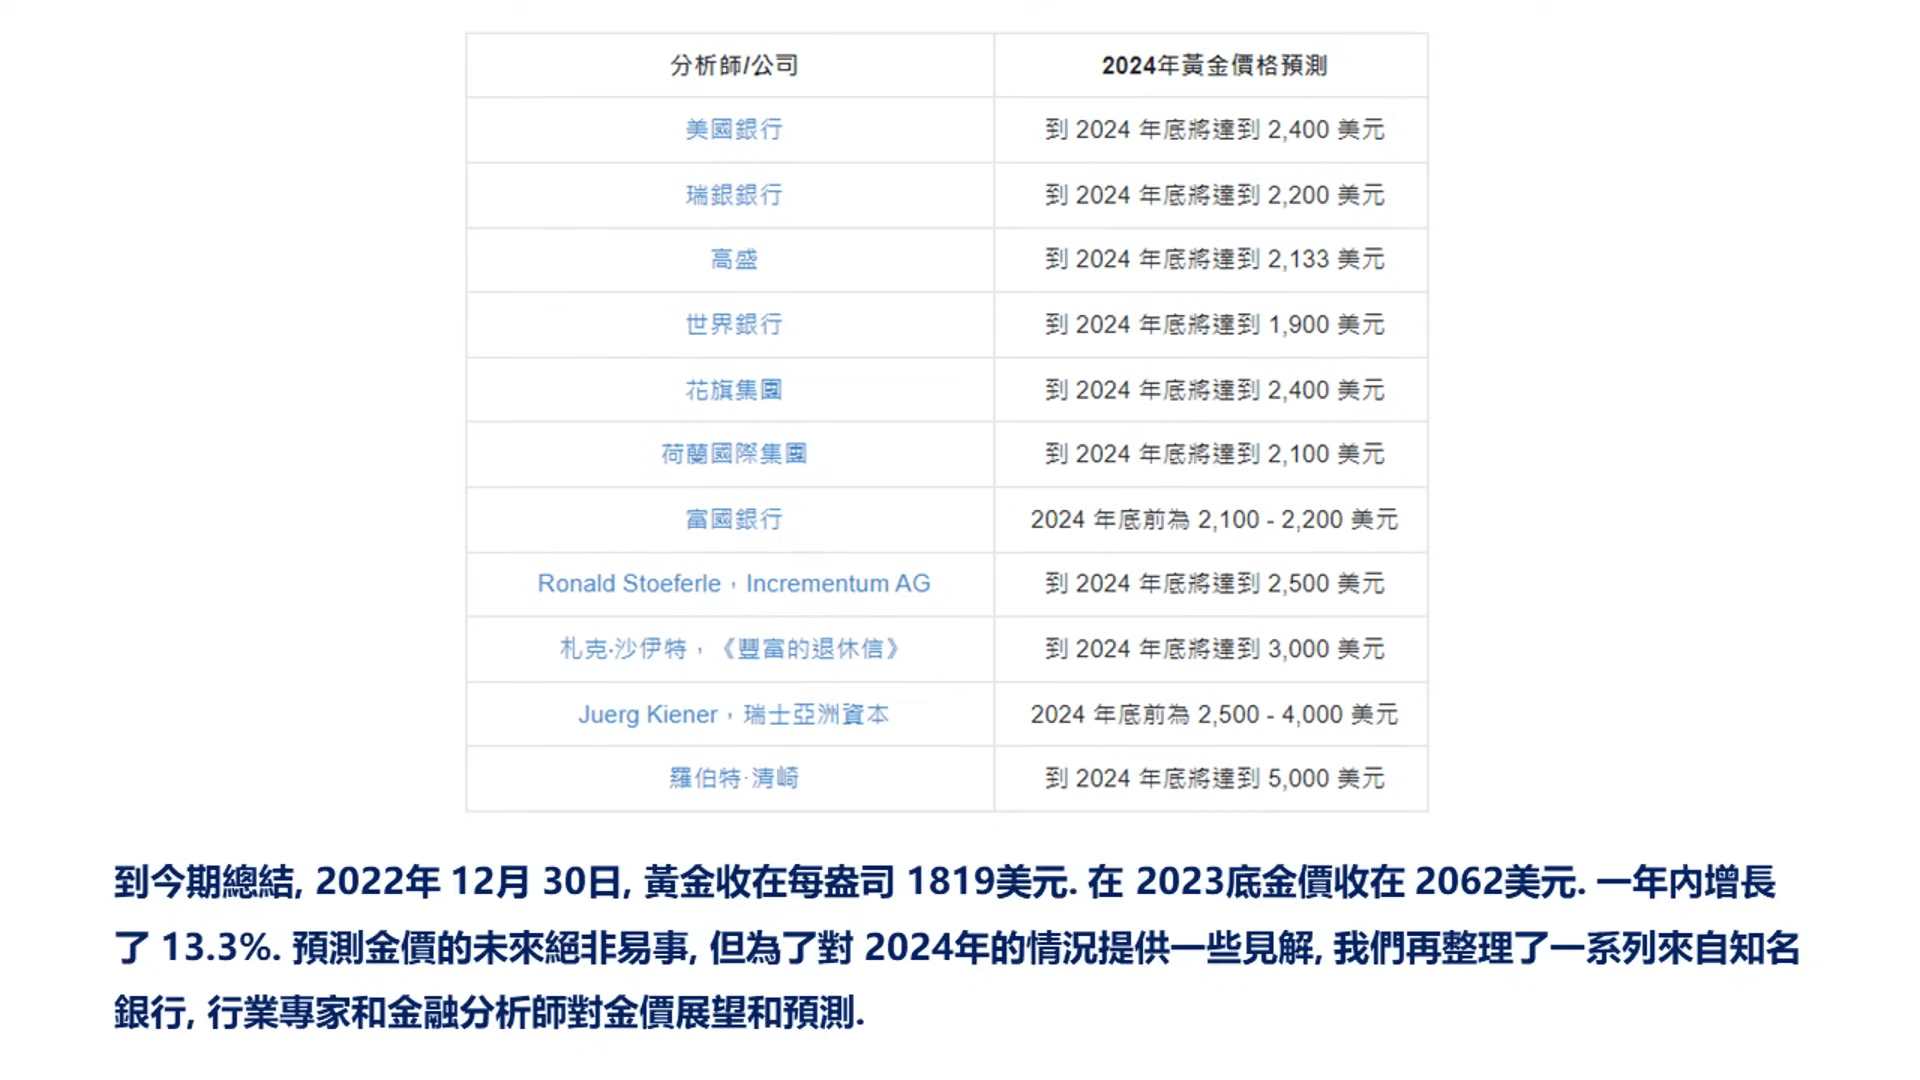 分析師/公司 2024年黃金價格預測
美國銀行 到 2024 年底將達到 2,400 美元
瑞銀銀行 到 2024 年底將達到 2,200 美元
高盛 到 2024 年底將達到 2,133 美元
世界銀行 到 2024 年底將達到 1,900 美元
花旗集團 到 2024 年底將達到 2,400 美元
荷蘭國際集團 到 2024 年底將達到 2,100 美元
富國銀行 2024 年底前為 2,100 - 2,200 美元
Ronald Stoeferle，Incrementum AG 到 2024 年底將達到 2,500 美元
札克·沙伊特，《豐富的退休信》 到 2024 年底將達到 3,000 美元
Juerg Kiener，瑞士亞洲資本 2024 年底前為 2,500 - 4,000 美元
羅伯特·清崎 到 2024 年底將達到 5,000 美元
到今期總結, 2022年 12月 30日, 黃金收在每盎司 1819美元. 在 2023底金價收在 2062美元. 一年內增長
了 13.3%. 預測金價的未來絕非易事, 但為了對 2024年的情況提供一些見解, 我們再整理了一系列來自知名
銀行, 行業專家和金融分析師對金價展望和預測.